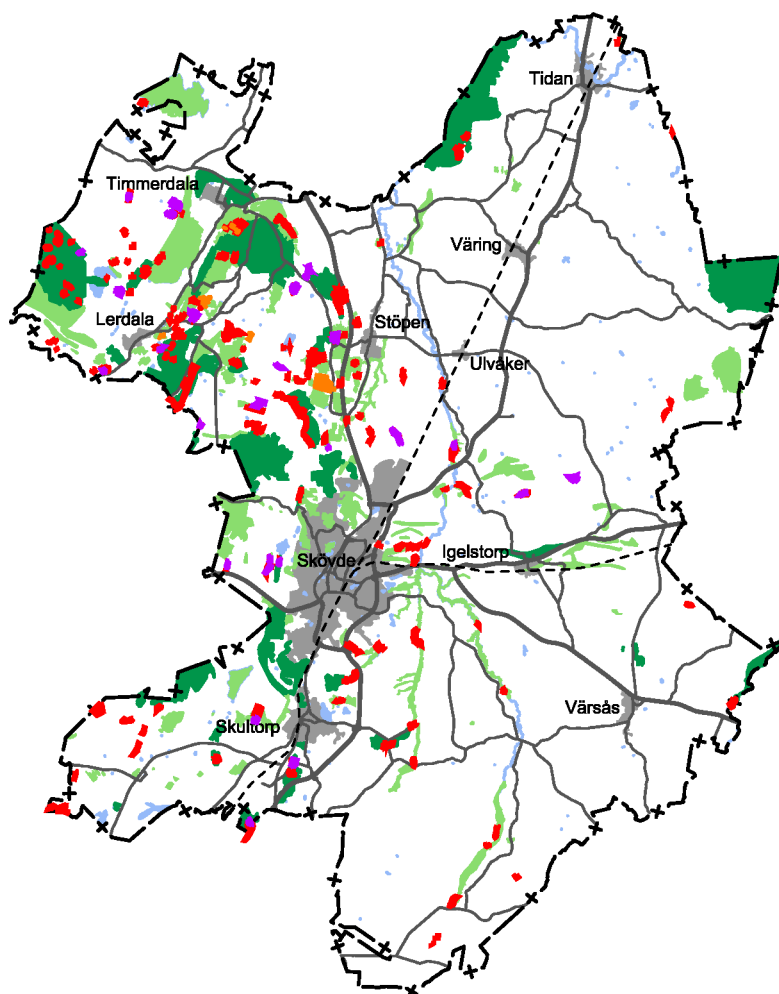 Tidan
Timmerdala
Väring
Lerdala
Stöpen
Ulvåker
Igelstorp
Skövde
Värsås
Skultorp